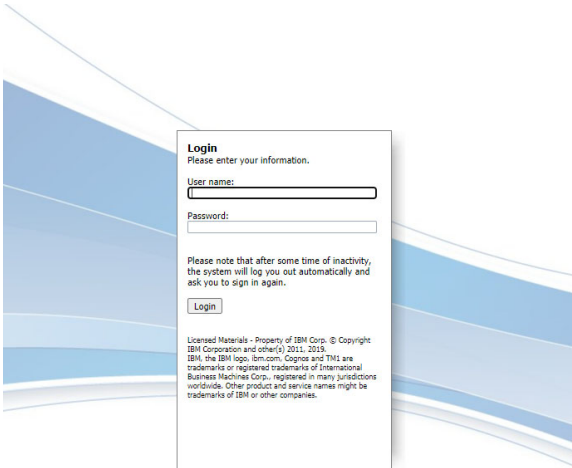 Login
Please enter your information.
User name:
Password:
Please note that after some time of inactivity,
the system will log you out automatically and
ask you to sign in again.
Login
Licensed Materials - Property of IBM Corp. © Copyright
IBM Corporation and other(s) 2011, 2019.
IBM, the IBM logo, ibm.com, Cognos and TM1 are
trademarks or registered trademarks of International
Business Machines Corp., registered in many jurisdictions
worldwide. Other product and service names might be
trademarks of IBM or other companies.